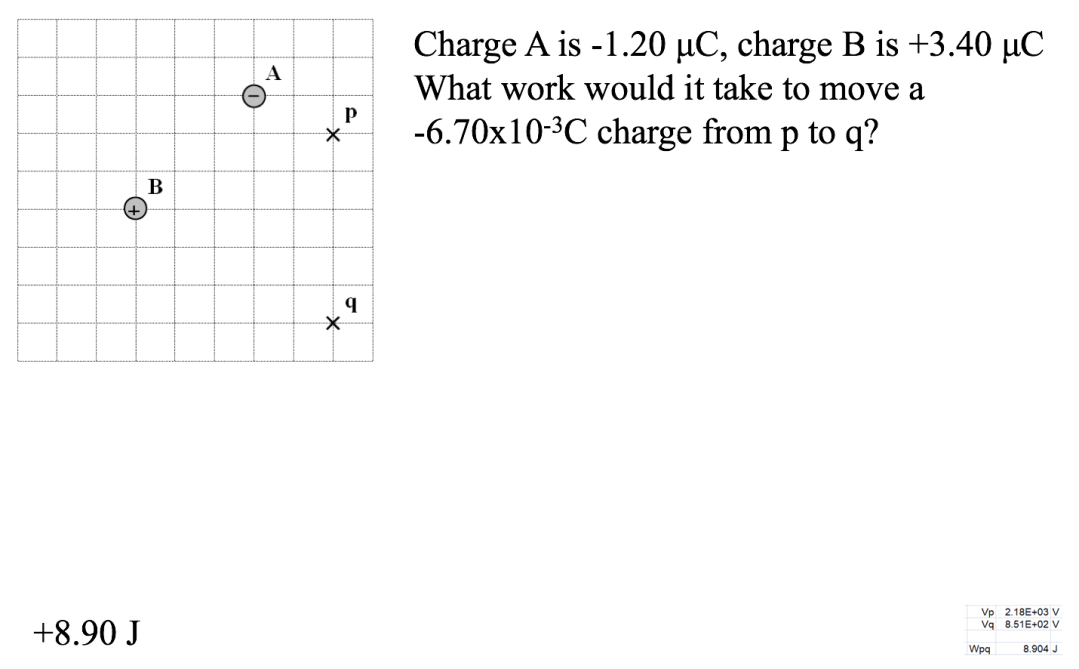 Charge A is -1.20 μC, charge B is +3.40 μC
What work would it take to move a
-6.70x10⁻³C charge from p to q?
A
−
p
×
B
+
q
×
+8.90 J
Vp 2.18E+03 V
Vq 8.51E+02 V
Wpq 8.904 J